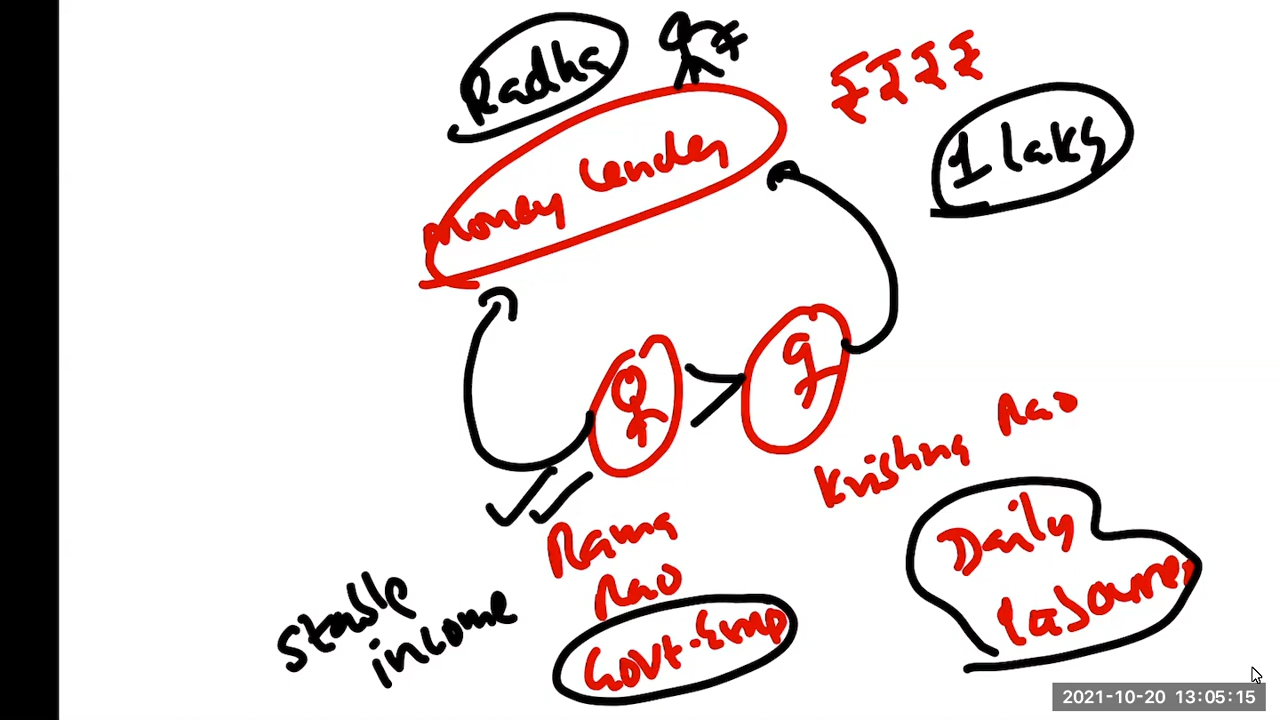 Radha
₹
₹₹₹₹
money lender
1 lakh
Krishna Rao
Rama
Rao
Govt. Emp
stable
income
Daily
labourer
2021-10-20 13:05:15